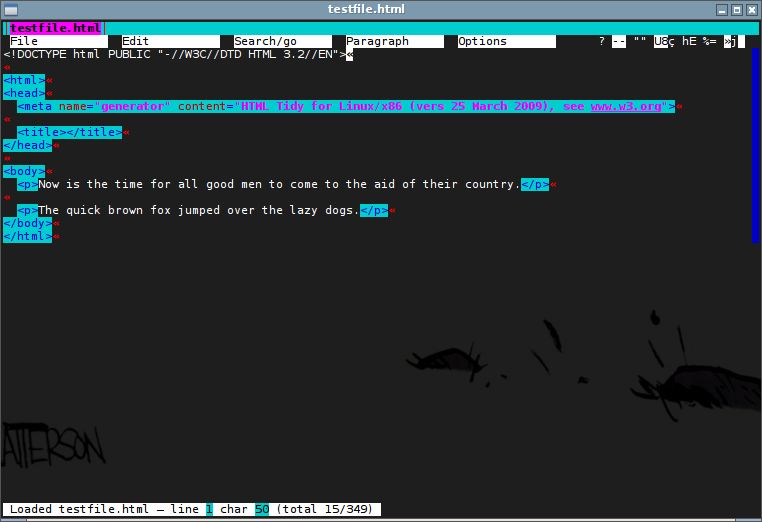 testfile.html
testfile.html
File Edit Search/go Paragraph Options ? -- "" U8ç hE %= »j
<!DOCTYPE html PUBLIC "-//W3C//DTD HTML 3.2//EN">«
«
<html>«
<head>«
<meta name="generator" content="HTML Tidy for Linux/x86 (vers 25 March 2009), see www.w3.org">«
«
<title></title>«
</head>«
«
<body>«
<p>Now is the time for all good men to come to the aid of their country.</p>«
«
<p>The quick brown fox jumped over the lazy dogs.</p>«
</body>«
</html>«
ATTERSON
Loaded testfile.html — line 1 char 50 (total 15/349)